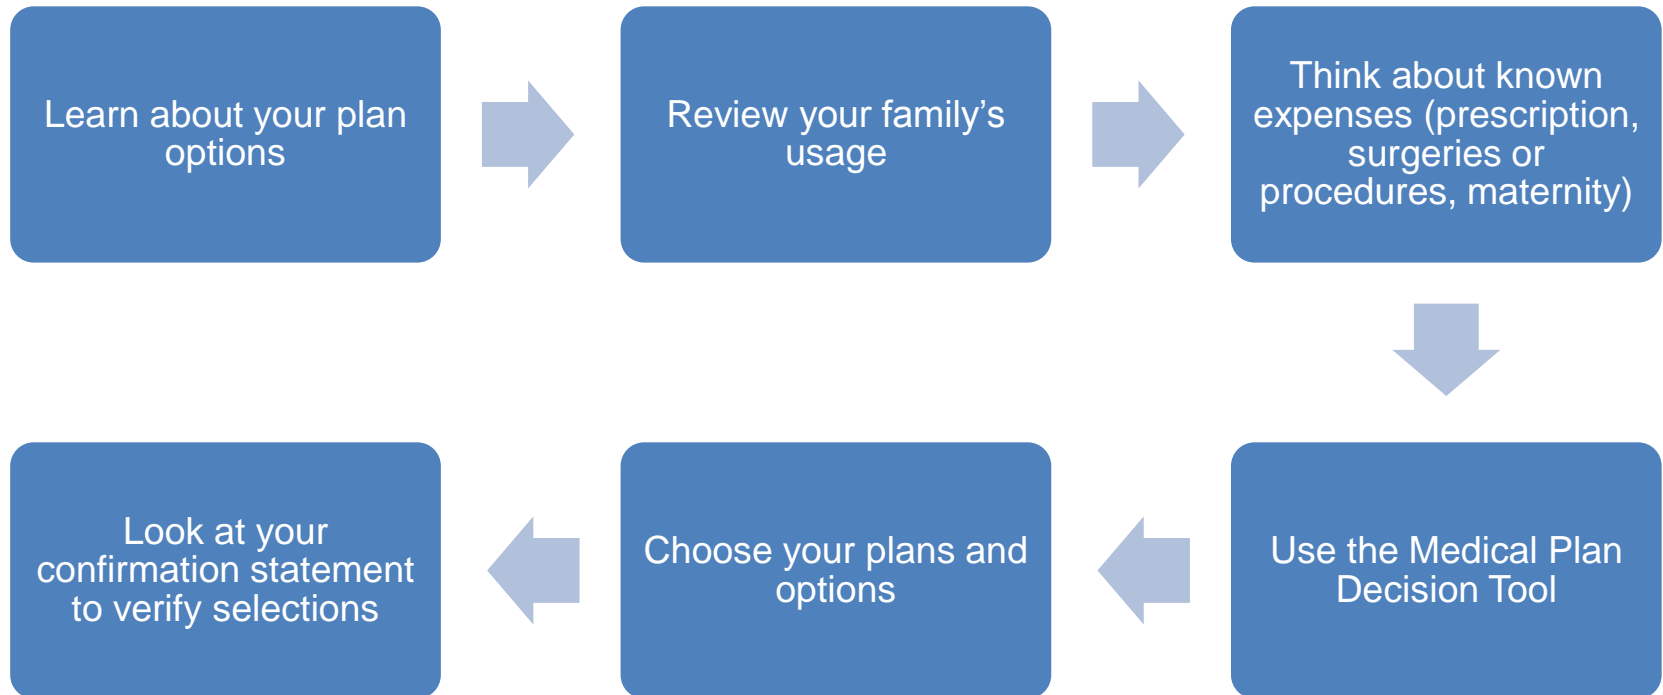 Learn about your plan
options
Review your family’s
usage
Think about known
expenses (prescription,
surgeries or
procedures, maternity)
Use the Medical Plan
Decision Tool
Choose your plans and
options
Look at your
confirmation statement
to verify selections